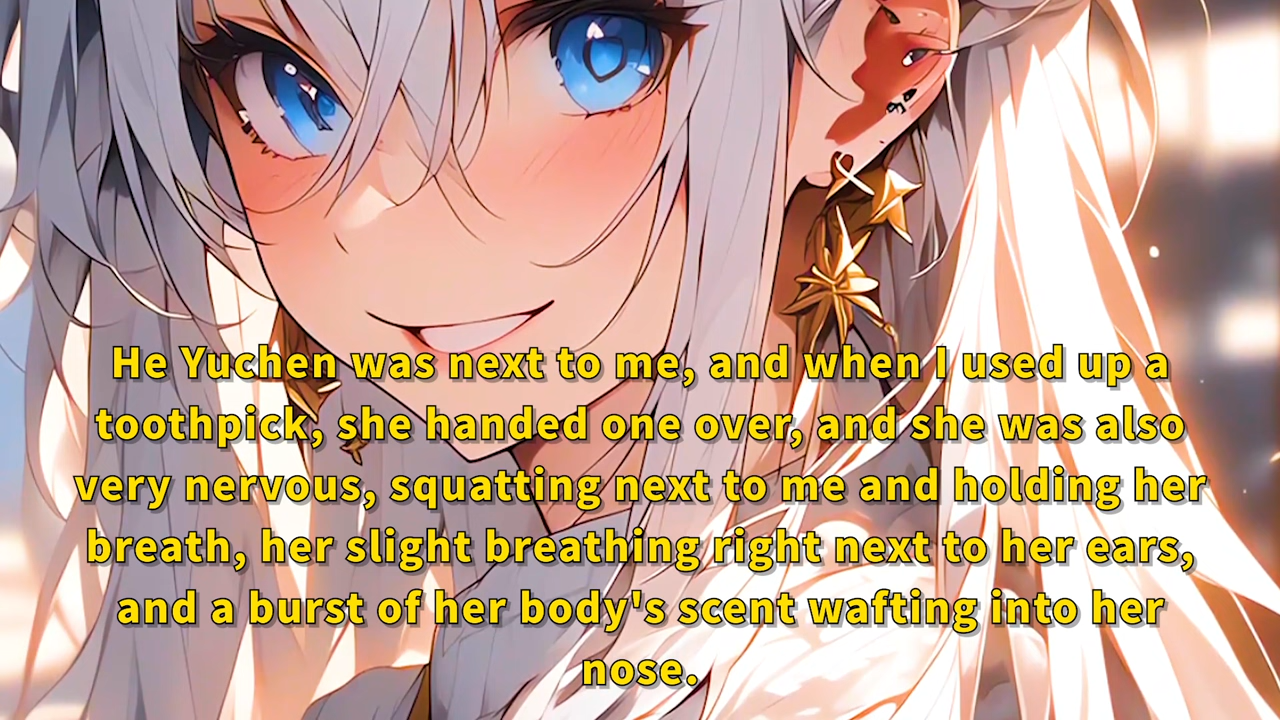 He Yuchen was next to me, and when I used up a
toothpick, she handed one over, and she was also
very nervous, squatting next to me and holding her
breath, her slight breathing right next to her ears,
and a burst of her body's scent wafting into her
nose.